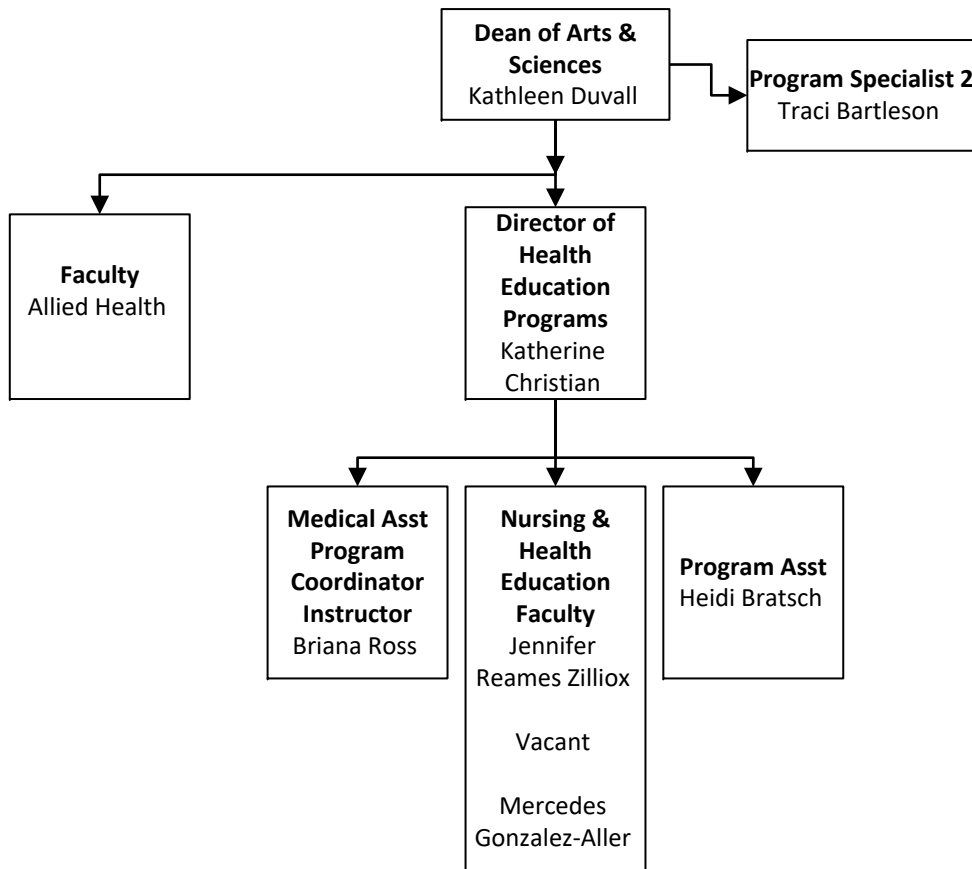 Dean of Arts &
Sciences
Kathleen Duvall
Program Specialist 2
Traci Bartleson
Faculty
Allied Health
Director of
Health
Education
Programs
Katherine
Christian
Medical Asst
Program
Coordinator
Instructor
Briana Ross
Nursing &
Health
Education
Faculty
Jennifer
Reames Zilliox
Vacant
Mercedes
Gonzalez-Aller
Program Asst
Heidi Bratsch